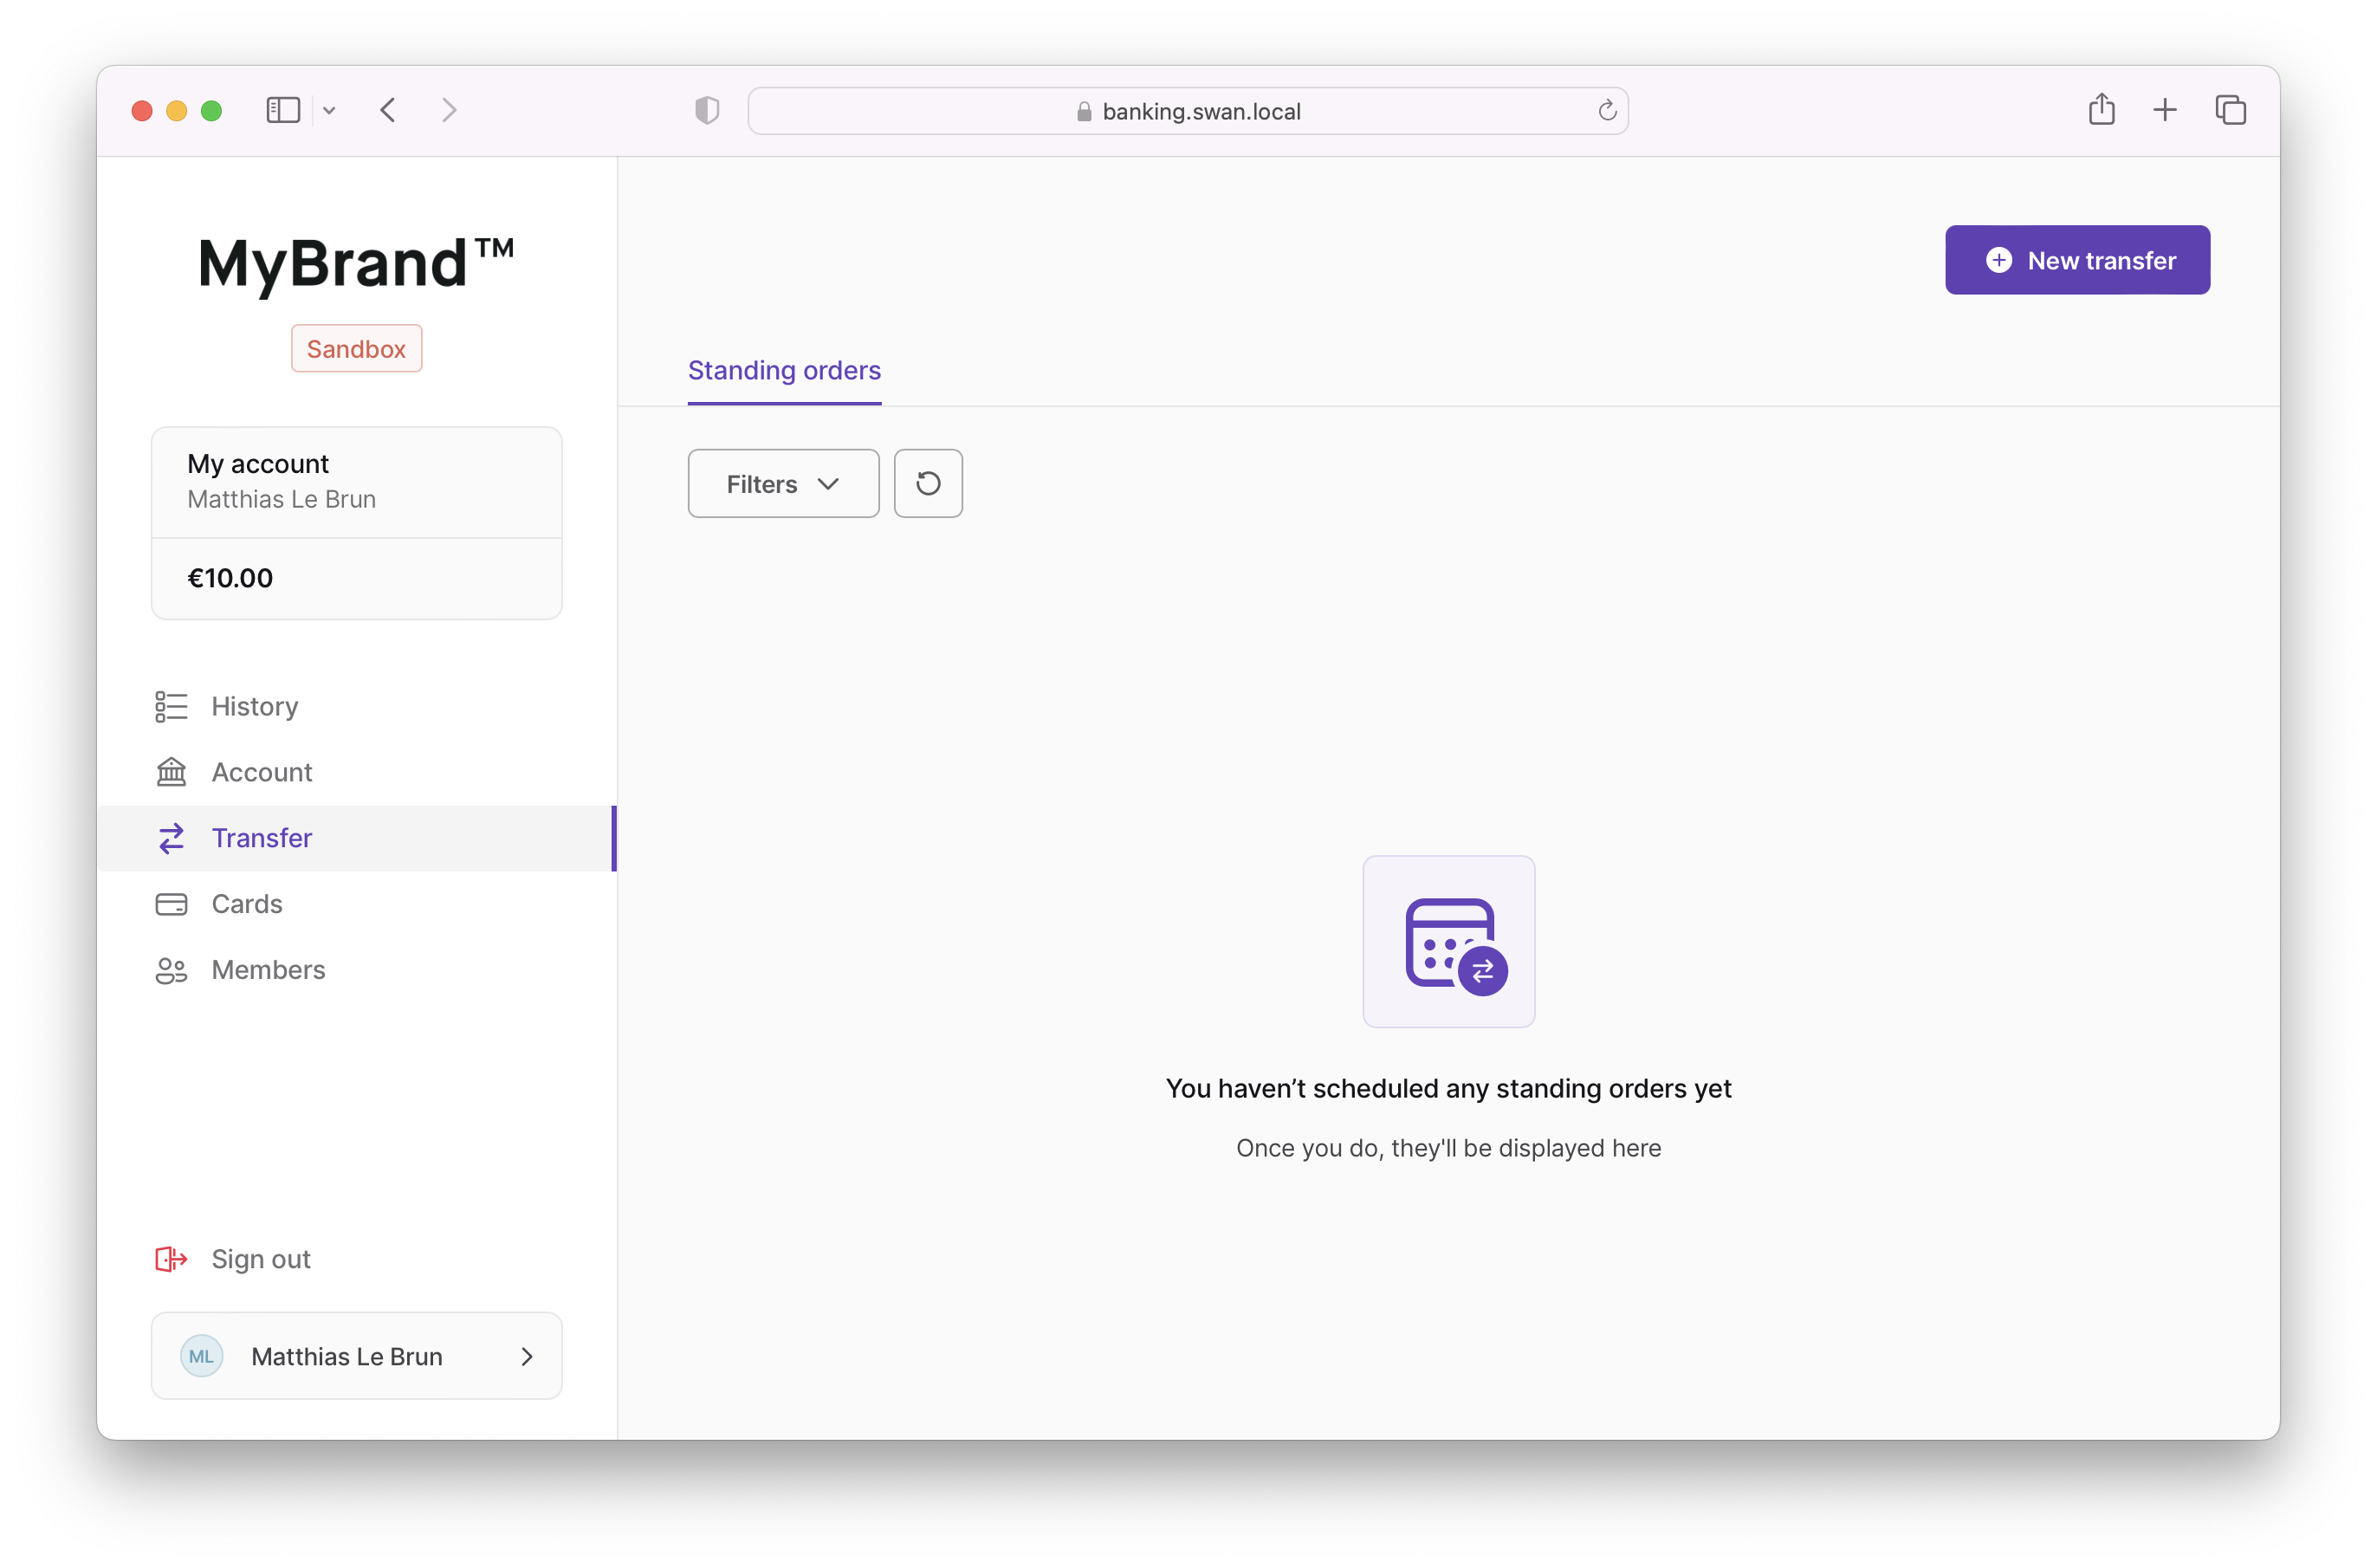 banking.swan.local
MyBrand™
Sandbox
My account
Matthias Le Brun
€10.00
History
Account
Transfer
Cards
Members
Sign out
ML Matthias Le Brun
New transfer
Standing orders
Filters
You haven’t scheduled any standing orders yet
Once you do, they'll be displayed here